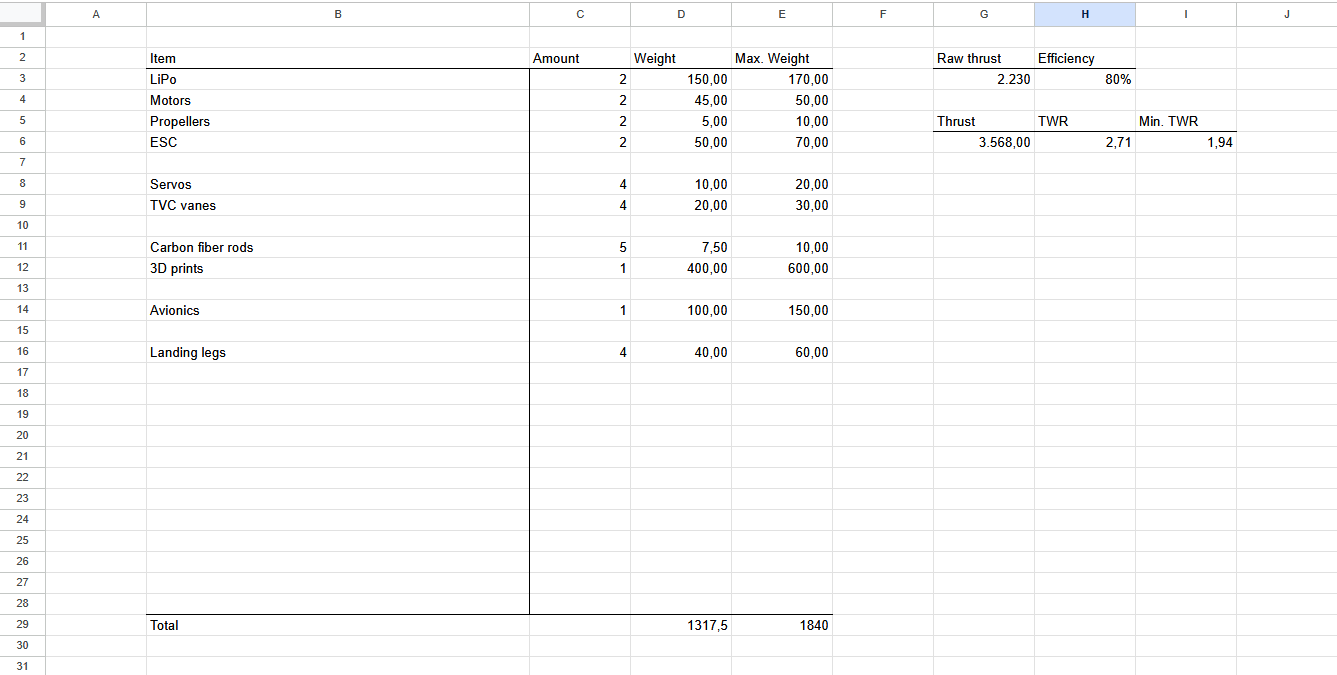 A B C D E F G H I J
1
2 Item Amount Weight Max. Weight Raw thrust Efficiency
3 LiPo 2 150,00 170,00 2.230 80%
4 Motors 2 45,00 50,00
5 Propellers 2 5,00 10,00 Thrust TWR Min. TWR
6 ESC 2 50,00 70,00 3.568,00 2,71 1,94
7
8 Servos 4 10,00 20,00
9 TVC vanes 4 20,00 30,00
10
11 Carbon fiber rods 5 7,50 10,00
12 3D prints 1 400,00 600,00
13
14 Avionics 1 100,00 150,00
15
16 Landing legs 4 40,00 60,00
17
18
19
20
21
22
23
24
25
26
27
28
29 Total 1317,5 1840
30
31